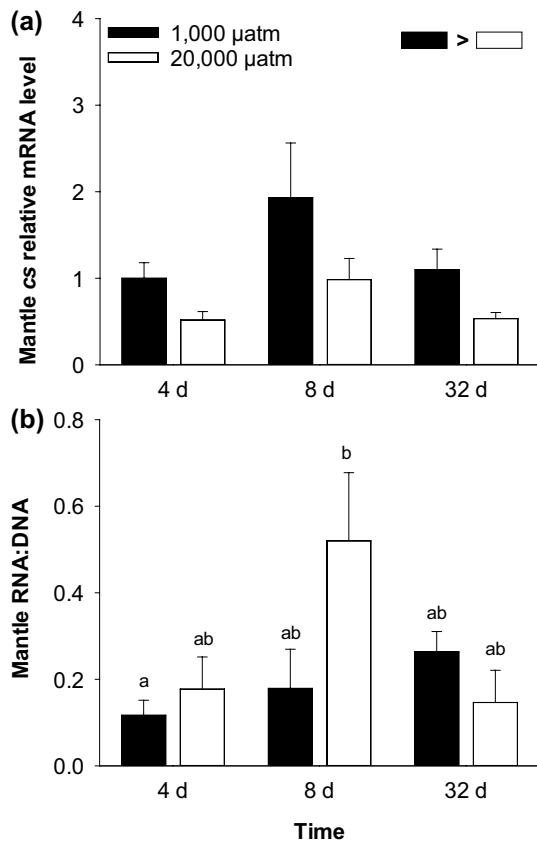 (a)
1,000 µatm
20,000 µatm
>
Mantle cs relative mRNA level
4
3
2
1
0
4 d 8 d 32 d
(b)
Mantle RNA:DNA
0.8
0.6
0.4
0.2
0.0
a ab ab b ab ab
4 d 8 d 32 d
Time